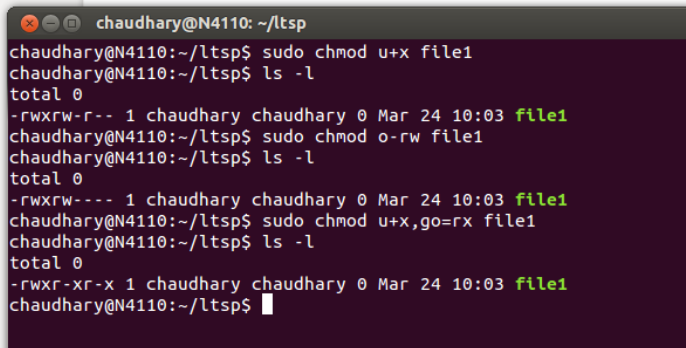 chaudhary@N4110: ~/ltsp
chaudhary@N4110:~/ltsp$ sudo chmod u+x file1
chaudhary@N4110:~/ltsp$ ls -l
total 0
-rwxrw-r-- 1 chaudhary chaudhary 0 Mar 24 10:03 file1
chaudhary@N4110:~/ltsp$ sudo chmod o-rw file1
chaudhary@N4110:~/ltsp$ ls -l
total 0
-rwxrw---- 1 chaudhary chaudhary 0 Mar 24 10:03 file1
chaudhary@N4110:~/ltsp$ sudo chmod u+x,go=rx file1
chaudhary@N4110:~/ltsp$ ls -l
total 0
-rwxr-xr-x 1 chaudhary chaudhary 0 Mar 24 10:03 file1
chaudhary@N4110:~/ltsp$